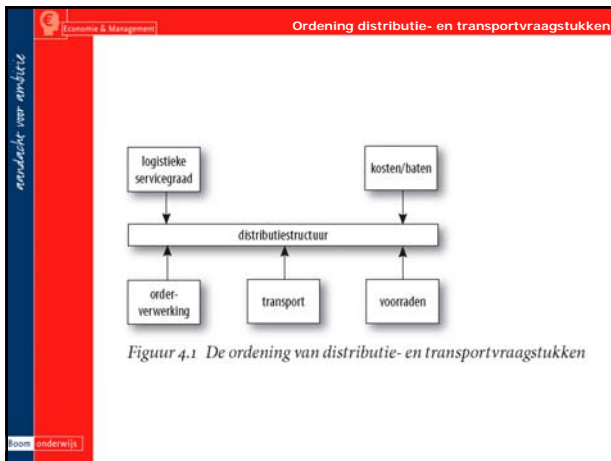 Economie & Management
Ordening distributie- en transportvraagstukken
aandacht voor ambitie
logistieke
servicegraad
kosten/baten
distributiestructuur
order-
verwerking
transport
voorraden
Figuur 4.1 De ordening van distributie- en transportvraagstukken
Boom onderwijs